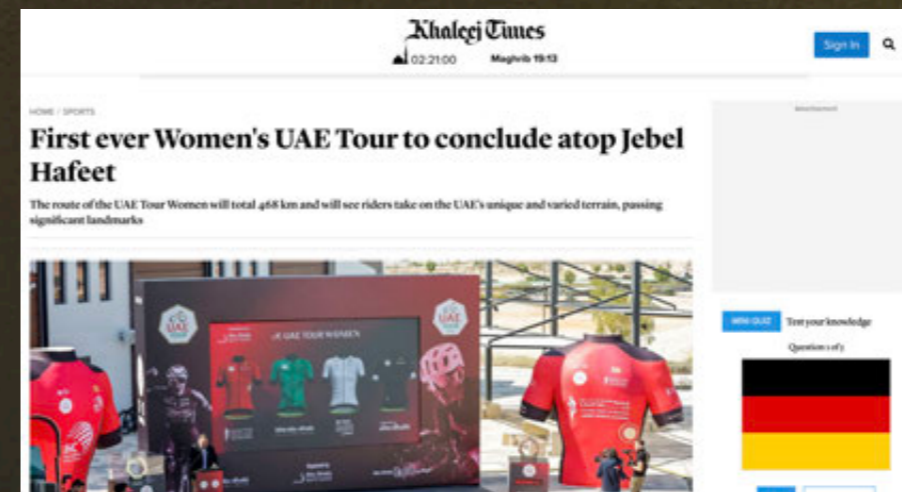 Khaleej Times
02:21:00 Maghrib 19:13
Sign In
HOME / SPORTS
First ever Women's UAE Tour to conclude atop Jebel
Hafeet
The route of the UAE Tour Women will total 468 km and will see riders take on the UAE's unique and varied terrain, passing
significant landmarks
Advertisement
UAE
UAE
UAE TOUR WOMEN
MINI QUIZ Test your knowledge
Question 1 of 3